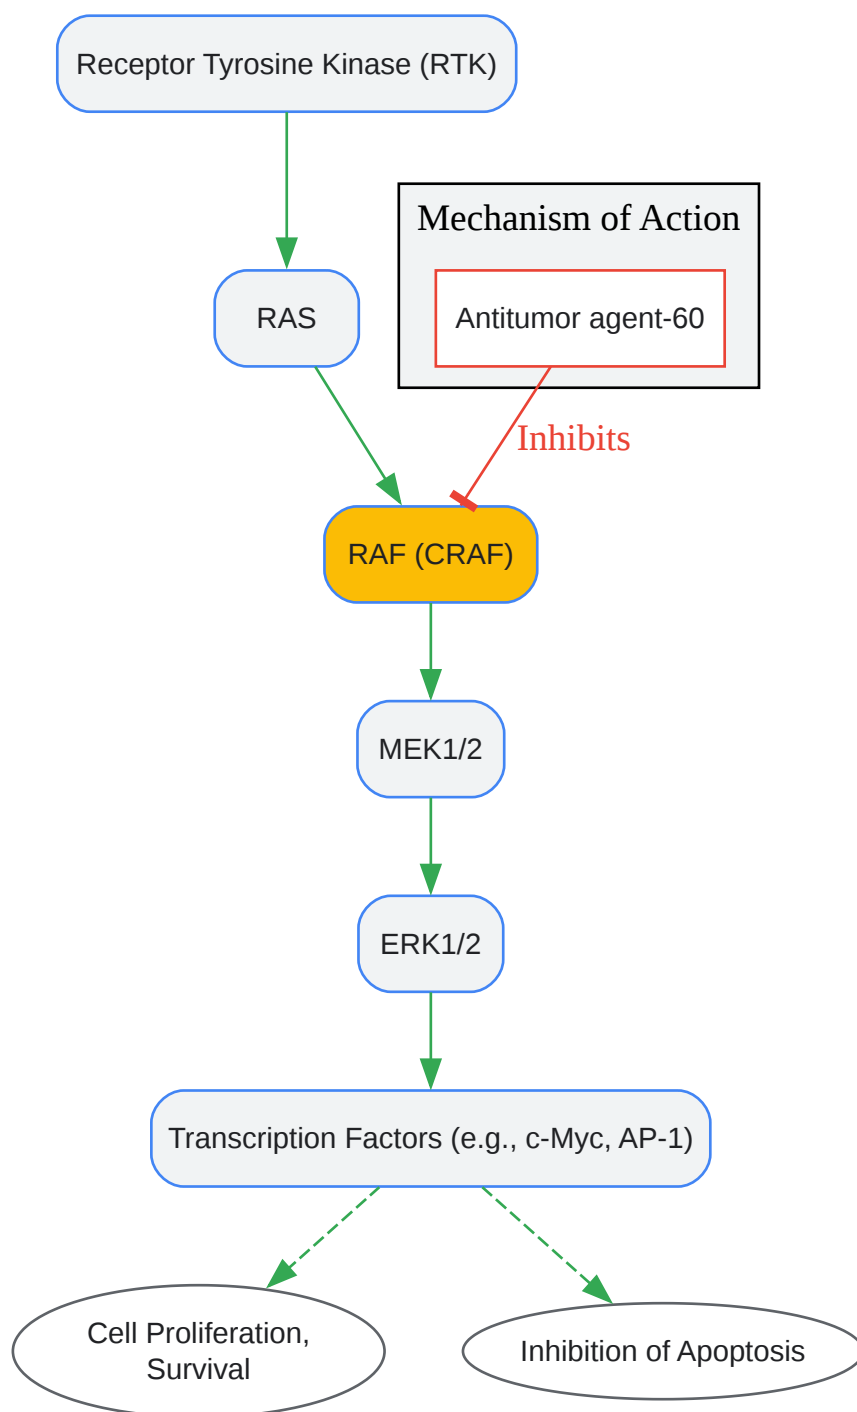 Receptor Tyrosine Kinase (RTK)
Mechanism of Action
RAS
Antitumor agent-60
Inhibits
RAF (CRAF)
MEK1/2
ERK1/2
Transcription Factors (e.g., c-Myc, AP-1)
Cell Proliferation,
Survival
Inhibition of Apoptosis